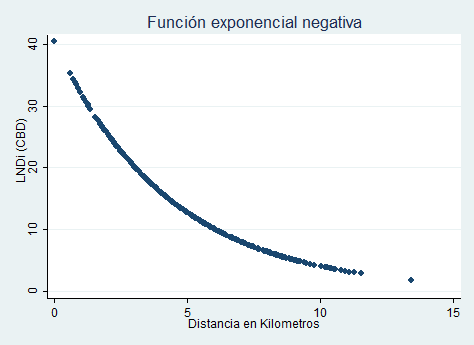 Función exponencial negativa
LNDi (CBD)
40
30
20
10
0
0 5 10 15
Distancia en Kilometros